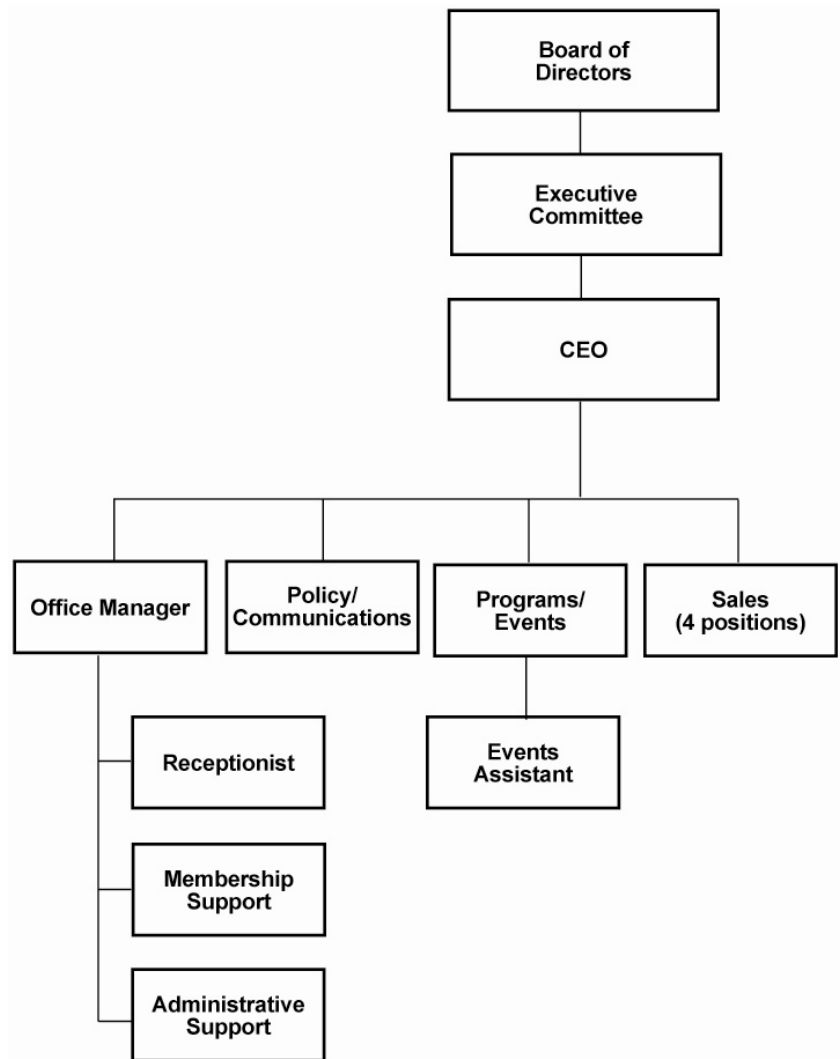 Board of
Directors
Executive
Committee
CEO
Office Manager
Policy/
Communications
Programs/
Events
Sales
(4 positions)
Receptionist
Events
Assistant
Membership
Support
Administrative
Support